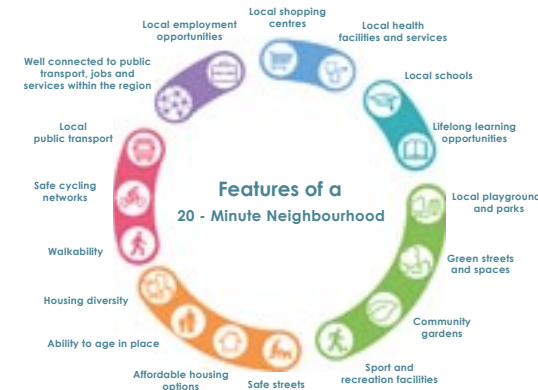 Local shopping
centres
Local health
facilities and services
Local schools
Lifelong learning
opportunities
Local playground
and parks
Green streets
and spaces
Community
gardens
Sport and
recreation facilities
Safe streets
Affordable housing
options
Ability to age in place
Housing diversity
Walkability
Safe cycling
networks
Local
public transport
Well connected to public
transport, jobs and
services within the region
Local employment
opportunities
Features of a
20 - Minute Neighbourhood